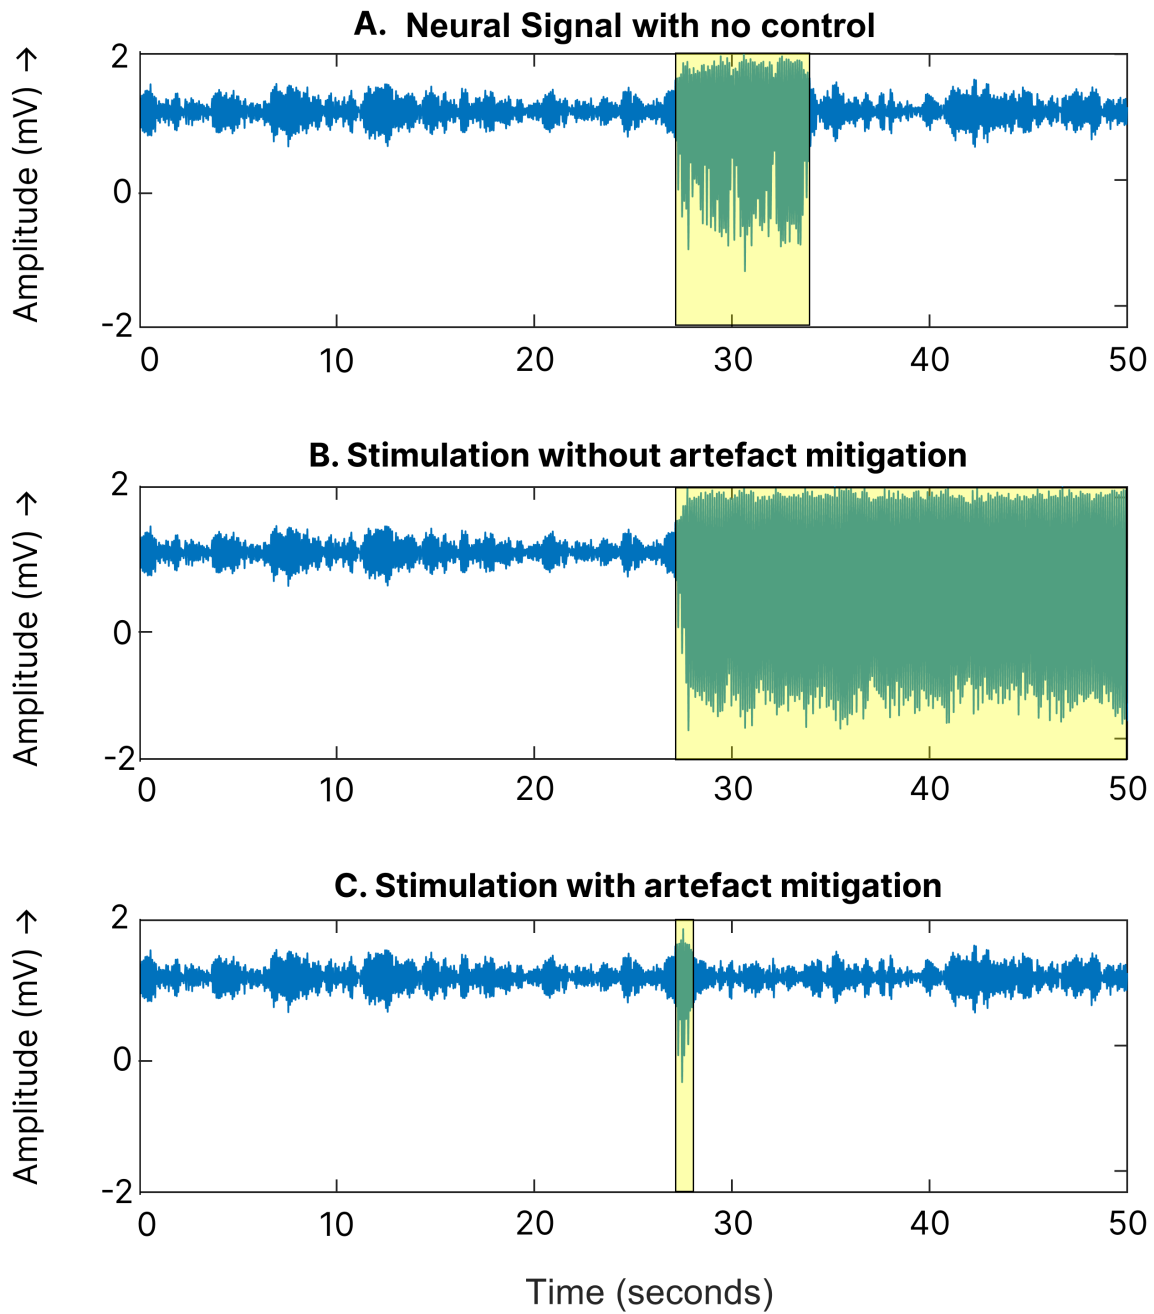 A. Neural Signal with no control
Amplitude (mV) →
2
0
-2
0 10 20 30 40 50
B. Stimulation without artefact mitigation
Amplitude (mV) →
2
0
-2
0 10 20 30 40 50
C. Stimulation with artefact mitigation
Amplitude (mV) →
2
0
-2
0 10 20 30 40 50
Time (seconds)